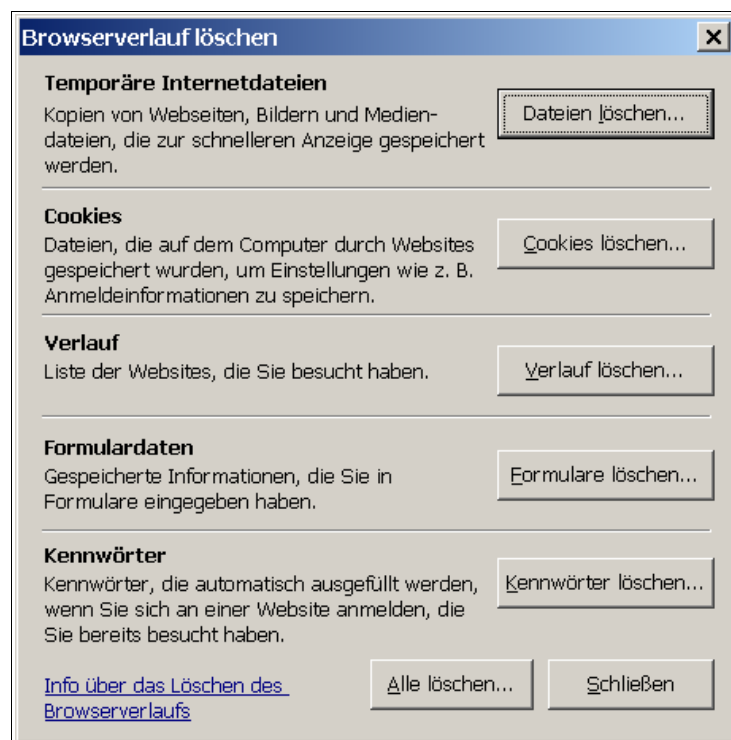 Browserverlauf löschen
Temporäre Internetdateien
Kopien von Webseiten, Bildern und Medien-
dateien, die zur schnelleren Anzeige gespeichert
werden.
Dateien löschen...
Cookies
Dateien, die auf dem Computer durch Websites
gespeichert wurden, um Einstellungen wie z. B.
Anmeldeinformationen zu speichern.
Cookies löschen...
Verlauf
Liste der Websites, die Sie besucht haben.
Verlauf löschen...
Formulardaten
Gespeicherte Informationen, die Sie in
Formulare eingegeben haben.
Formulare löschen...
Kennwörter
Kennwörter, die automatisch ausgefüllt werden,
wenn Sie sich an einer Website anmelden, die
Sie bereits besucht haben.
Kennwörter löschen...
Info über das Löschen des
Browserverlaufs
Alle löschen...
Schließen